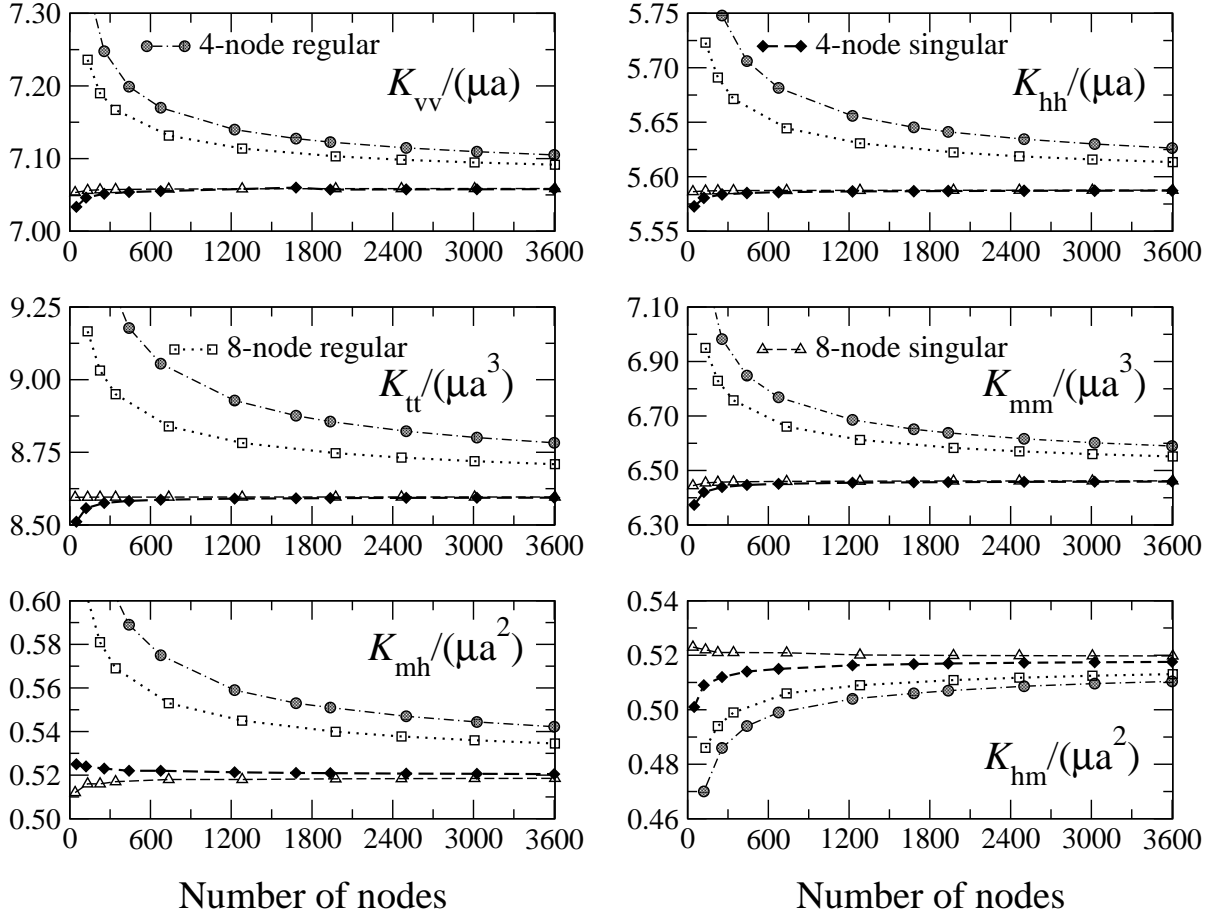 7.30
7.20
7.10
7.00
0 600 1200 1800 2400 3000 3600
4-node regular
K_vv/(μa)
5.75
5.70
5.65
5.60
5.55
0 600 1200 1800 2400 3000 3600
4-node singular
K_hh/(μa)
9.25
9.00
8.75
8.50
0 600 1200 1800 2400 3000 3600
8-node regular
K_tt/(μa^3)
7.10
6.90
6.70
6.50
6.30
0 600 1200 1800 2400 3000 3600
8-node singular
K_mm/(μa^3)
0.60
0.58
0.56
0.54
0.52
0.50
0 600 1200 1800 2400 3000 3600
K_mh/(μa^2)
Number of nodes
0.54
0.52
0.50
0.48
0.46
0 600 1200 1800 2400 3000 3600
K_hm/(μa^2)
Number of nodes